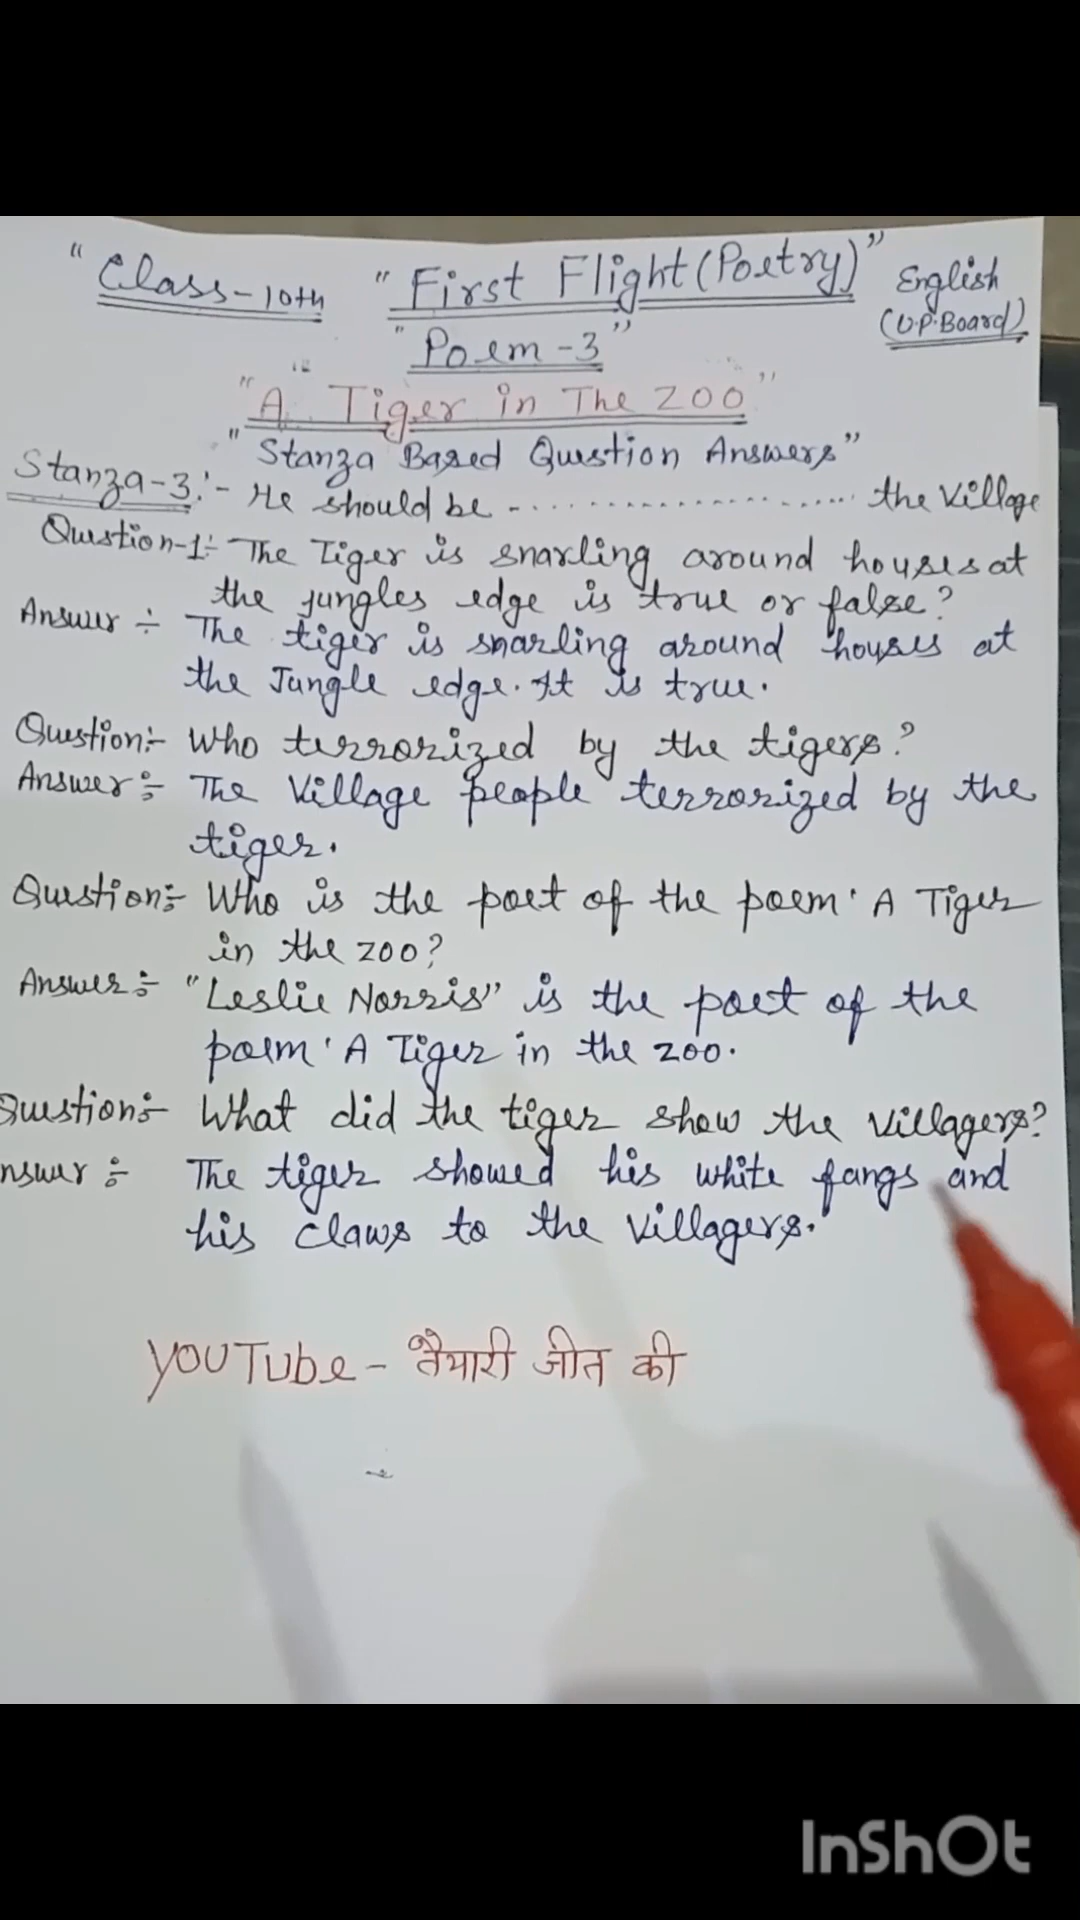 "Class-10th "First Flight (Poetry)" English
(U.P. Board)
"Poem-3"
"A Tiger in The Zoo"
"Stanza Based Question Answers"
Stanza-3:- He should be ................... the Village
Question-1:- The Tiger is snarling around houses at
the jungles edge is true or false?
Answer ÷ The tiger is snarling around houses at
the Jungle edge. It is true.
Question:- Who terrorized by the tigers?
Answer:- The Village people terrorized by the
tiger.
Question:- Who is the poet of the poem 'A Tiger
in the zoo?
Answer:- "Leslie Norris" is the poet of the
poem 'A Tiger in the zoo.
Question:- What did the tiger show the villagers?
nswer ÷ The tiger showed his white fangs and
his claws to the villagers.
YouTube - तैयारी जीत की
InShOt